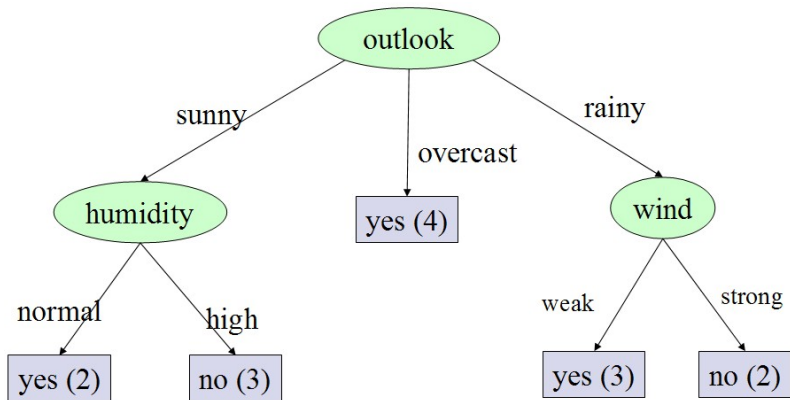 outlook
sunny
overcast
rainy
humidity
yes (4)
wind
normal
high
weak
strong
yes (2)
no (3)
yes (3)
no (2)